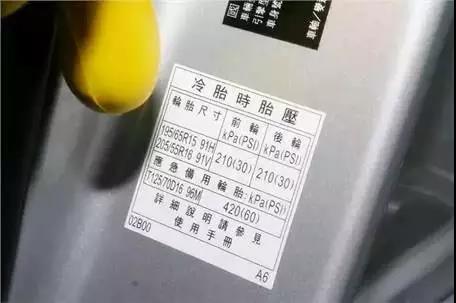 冷胎時胎壓
輪胎尺寸 前輪 kPa(PSI) 後輪 kPa(PSI)
195/65R15 91H
205/55R16 91V
210(30) 210(30)
應急備用輪胎:kPa(PSI)
T125/70D16 96M 420(60)
詳細說明請參見
使用手冊
02B00 A6